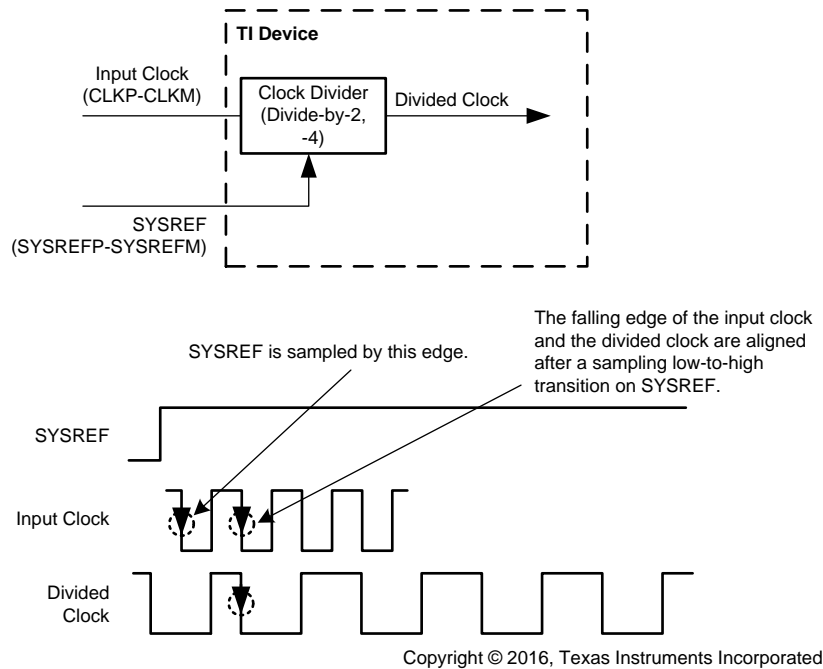 TI Device
Input Clock
(CLKP-CLKM)
Clock Divider
(Divide-by-2,
-4)
Divided Clock
SYSREF
(SYSREFP-SYSREFM)
The falling edge of the input clock
and the divided clock are aligned
after a sampling low-to-high
transition on SYSREF.
SYSREF is sampled by this edge.
SYSREF
Input Clock
Divided
Clock
Copyright © 2016, Texas Instruments Incorporated